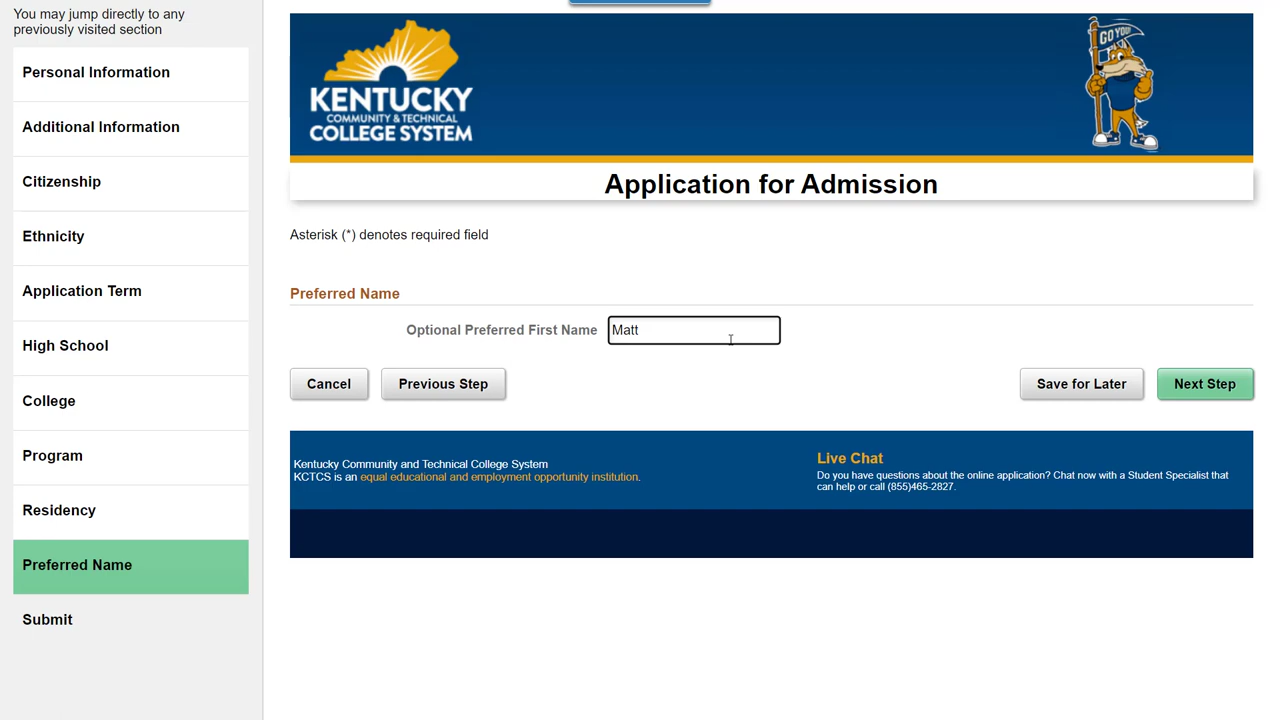 You may jump directly to any
previously visited section
Personal Information
Additional Information
Citizenship
Ethnicity
Application Term
High School
College
Program
Residency
Preferred Name
Submit
KENTUCKY
COMMUNITY & TECHNICAL
COLLEGE SYSTEM
GO YOU!
Application for Admission
Asterisk (*) denotes required field
Preferred Name
Optional Preferred First Name Matt
Cancel Previous Step Save for Later Next Step
Kentucky Community and Technical College System
KCTCS is an equal educational and employment opportunity institution.
Live Chat
Do you have questions about the online application? Chat now with a Student Specialist that
can help or call (855)465-2827.